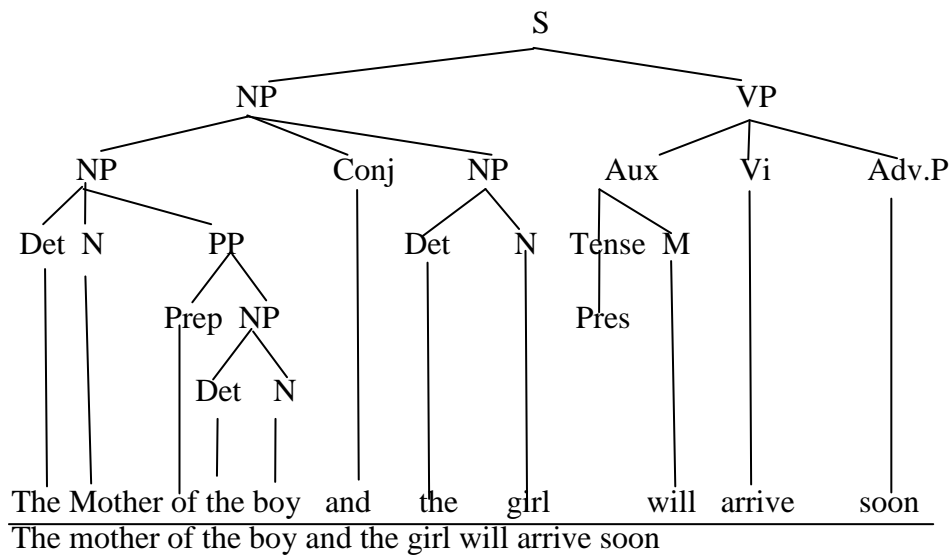 S
NP VP
NP Conj NP Aux Vi Adv.P
Det N PP Det N Tense M
Prep NP Pres
Det N
The Mother of the boy and the girl will arrive soon
The mother of the boy and the girl will arrive soon